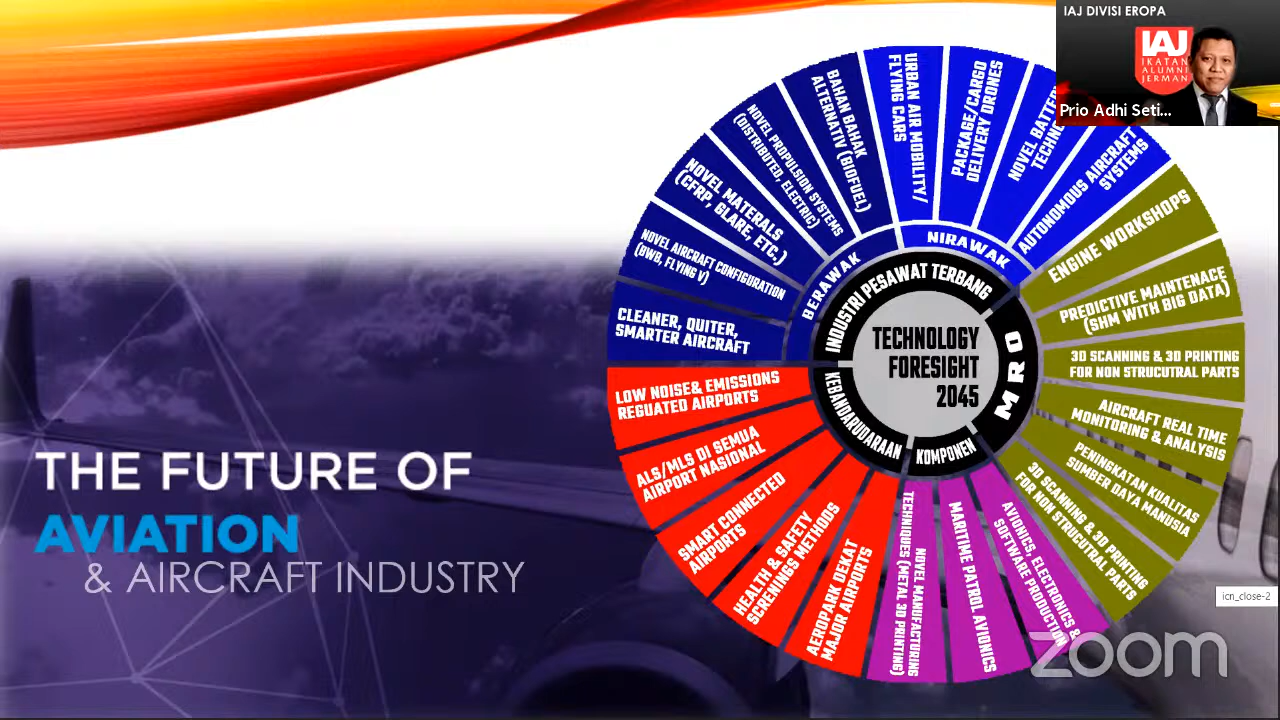 IAJ DIVISI EROPA
IAJ
IKATAN
ALUMNI
JERMAN
Prio Adhi Seti...
THE FUTURE OF
AVIATION
& AIRCRAFT INDUSTRY
TECHNOLOGY
FORESIGHT
2045
INDUSTRI PESAWAT TERBANG
BERAWAK
CLEANER, QUITER,
SMARTER AIRCRAFT
NOVEL AIRCRAFT CONFIGURATION
(BWB, FLYING V)
NOVEL MATERALS
(CFRP, GLARE, ETC.)
NOVEL PROPULSION SYSTEMS
(DISTRIBUTED, ELECTRIC)
BAHAN BAHAK
ALTERNATIV (BIOFUEL)
NIRAWAK
URBAN AIR MOBILITY/
FLYING CARS
PACKAGE/CARGO
DELIVERY DRONES
NOVEL
AUTONOMOUS AIRCRAFT
SYSTEMS
MRO
ENGINE WORKSHOPS
PREDICTIVE MAINTENACE
(SHM WITH BIG DATA)
3D SCANNING & 3D PRINTING
FOR NON STRUCUTRAL PARTS
AIRCRAFT REAL TIME
MONITORING & ANALYSIS
PENINGKATAN KUALITAS
SUMBER DAYA MANUSIA
3D SCANNING & 3D PRINTING
FOR NON STRUCUTRAL PARTS
KOMPONEN
AVIONICS, ELECTRONICS &
SOFTWARE PRODUCTION
MARITIME PATROL AVIONICS
NOVEL MANUFACTURING
TECHNIQUES (METAL 3D PRINTING)
KEBANDARUDARAAN
AEROPARK DEKAT
MAJOR AIRPORTS
HEALTH & SAFETY
SCREENINGS METHODS
SMART CONNECTED
AIRPORTS
ALS/MLS DI SEMUA
AIRPORT NASIONAL
LOW NOISE& EMISSIONS
REGUATED AIRPORTS
icn_close-2
zoom